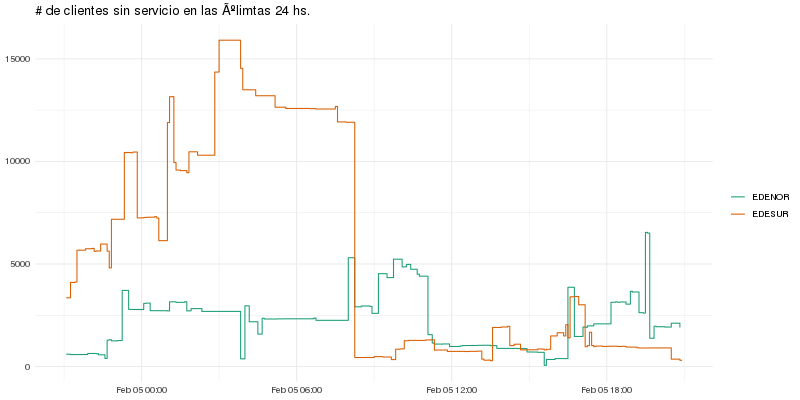 # de clientes sin servicio en las Ãºlimtas 24 hs.
15000
10000
5000
0
EDENOR
EDESUR
Feb 05 00:00
Feb 05 06:00
Feb 05 12:00
Feb 05 18:00